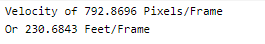 Velocity of 792.8696 Pixels/Frame
Or 230.6843 Feet/Frame